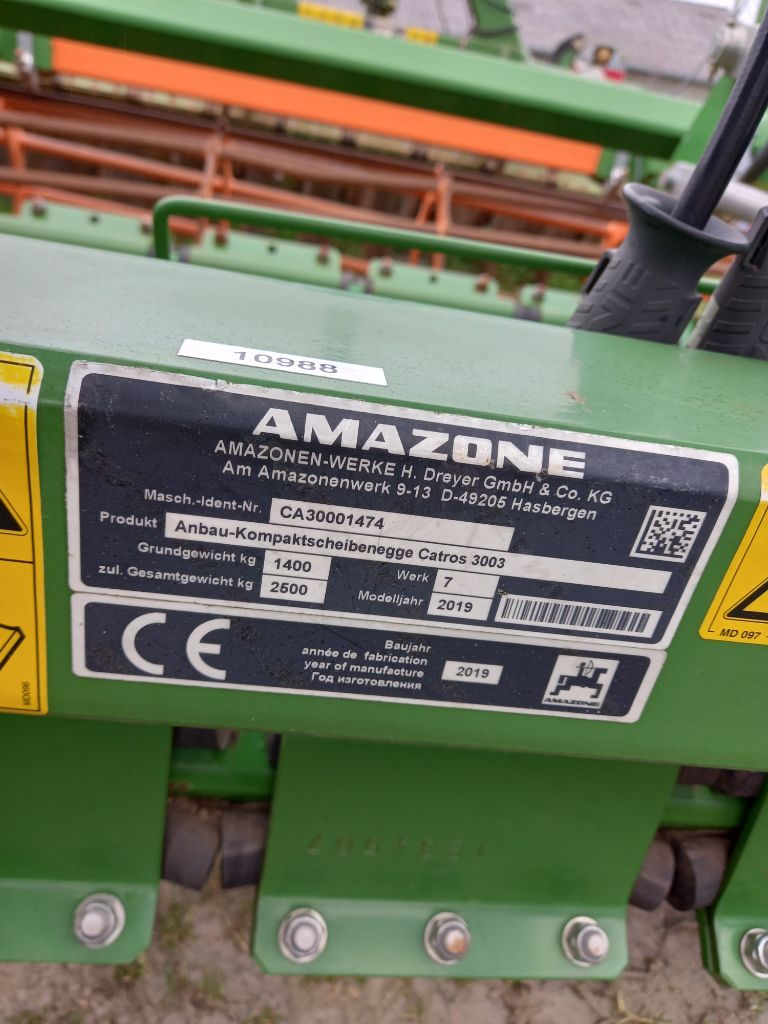 10988
AMAZONE
AMAZONEN-WERKE H. Dreyer GmbH & Co. KG
Am Amazonenwerk 9-13 D-49205 Hasbergen
Masch.-Ident-Nr. CA30001474
Produkt Anbau-Kompaktscheibenegge Catros 3003
Grundgewicht kg 1400 Werk 7
zul. Gesamtgewicht kg 2500 Modelljahr 2019
CE
Baujahr
année de fabrication
year of manufacture
Год изготовления
2019
AMAZONE
MD096
MD 097